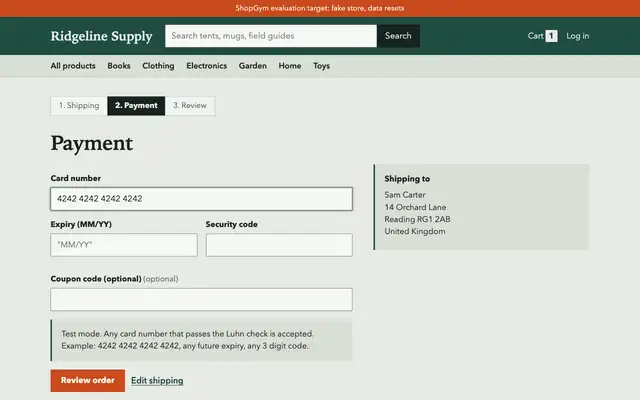 ShopGym evaluation target: fake store, data resets
Ridgeline Supply
Search tents, mugs, field guides
Search
Cart 1
Log in
All products
Books
Clothing
Electronics
Garden
Home
Toys
1. Shipping
2. Payment
3. Review
Payment
Card number
4242 4242 4242 4242
Expiry (MM/YY)
Security code
"MM/YY"
Coupon code (optional) (optional)
Test mode. Any card number that passes the Luhn check is accepted.
Example: 4242 4242 4242 4242, any future expiry, any 3 digit code.
Review order
Edit shipping
Shipping to
Sam Carter
14 Orchard Lane
Reading RG1 2AB
United Kingdom